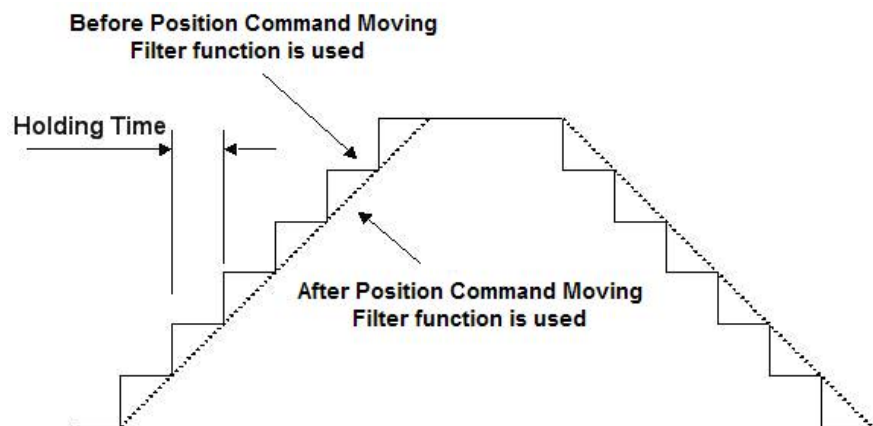 Before Position Command Moving
Filter function is used
Holding Time
After Position Command Moving
Filter function is used